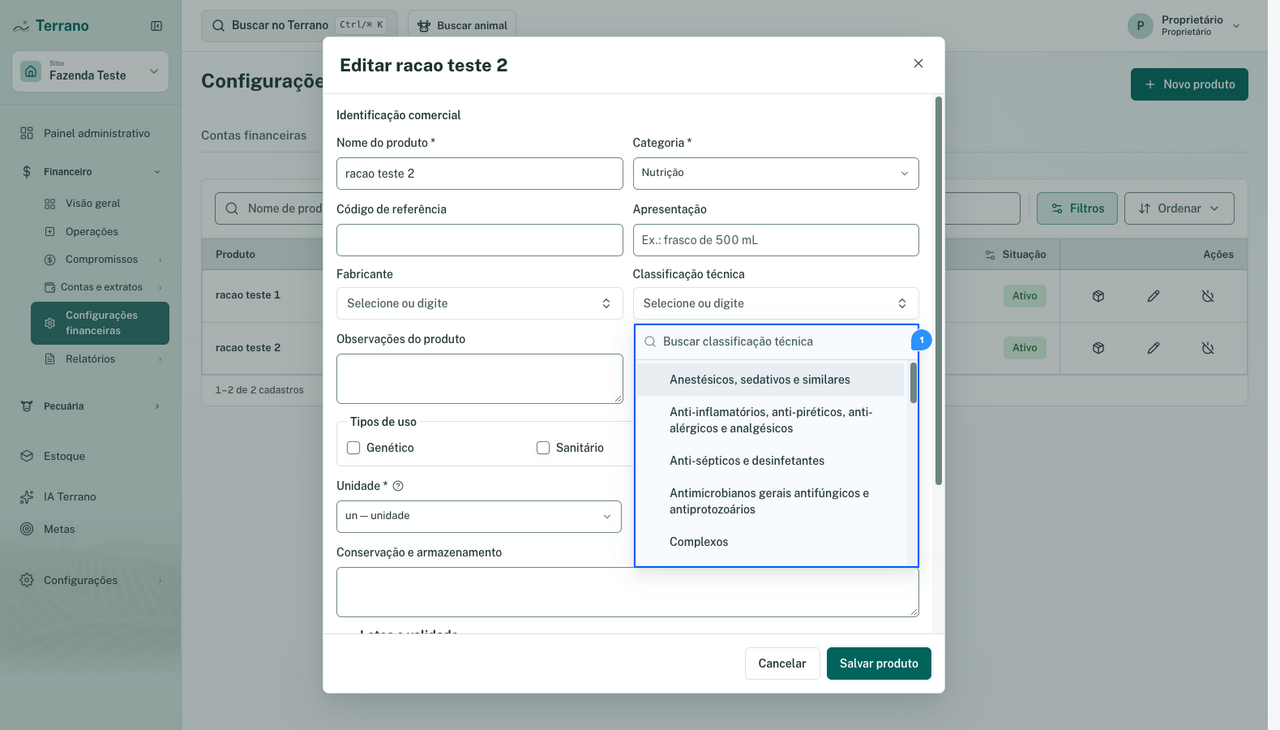 Terrano
Sítio
Fazenda Teste
Painel administrativo
Financeiro
Visão geral
Operações
Compromissos
Contas e extratos
Configurações
financeiras
Relatórios
Pecuária
Estoque
IA Terrano
Metas
Configurações
Buscar no Terrano
Ctrl/⌘ K
Buscar animal
P
Proprietário
Proprietário
Novo produto
Contas financeiras
Filtros
Ordenar
Produto
Situação
Ações
racao teste 1
Ativo
racao teste 2
Ativo
1–2 de 2 cadastros
Editar racao teste 2
Identificação comercial
Nome do produto *
racao teste 2
Categoria *
Nutrição
Código de referência
Apresentação
Ex.: frasco de 500 mL
Fabricante
Selecione ou digite
Classificação técnica
Selecione ou digite
Buscar classificação técnica
1
Anestésicos, sedativos e similares
Anti-inflamatórios, anti-piréticos, anti-
alérgicos e analgésicos
Anti-sépticos e desinfetantes
Antimicrobianos gerais antifúngicos e
antiprotozoários
Complexos
Observações do produto
Tipos de uso
Genético
Sanitário
Unidade *
un — unidade
Conservação e armazenamento
Cancelar
Salvar produto